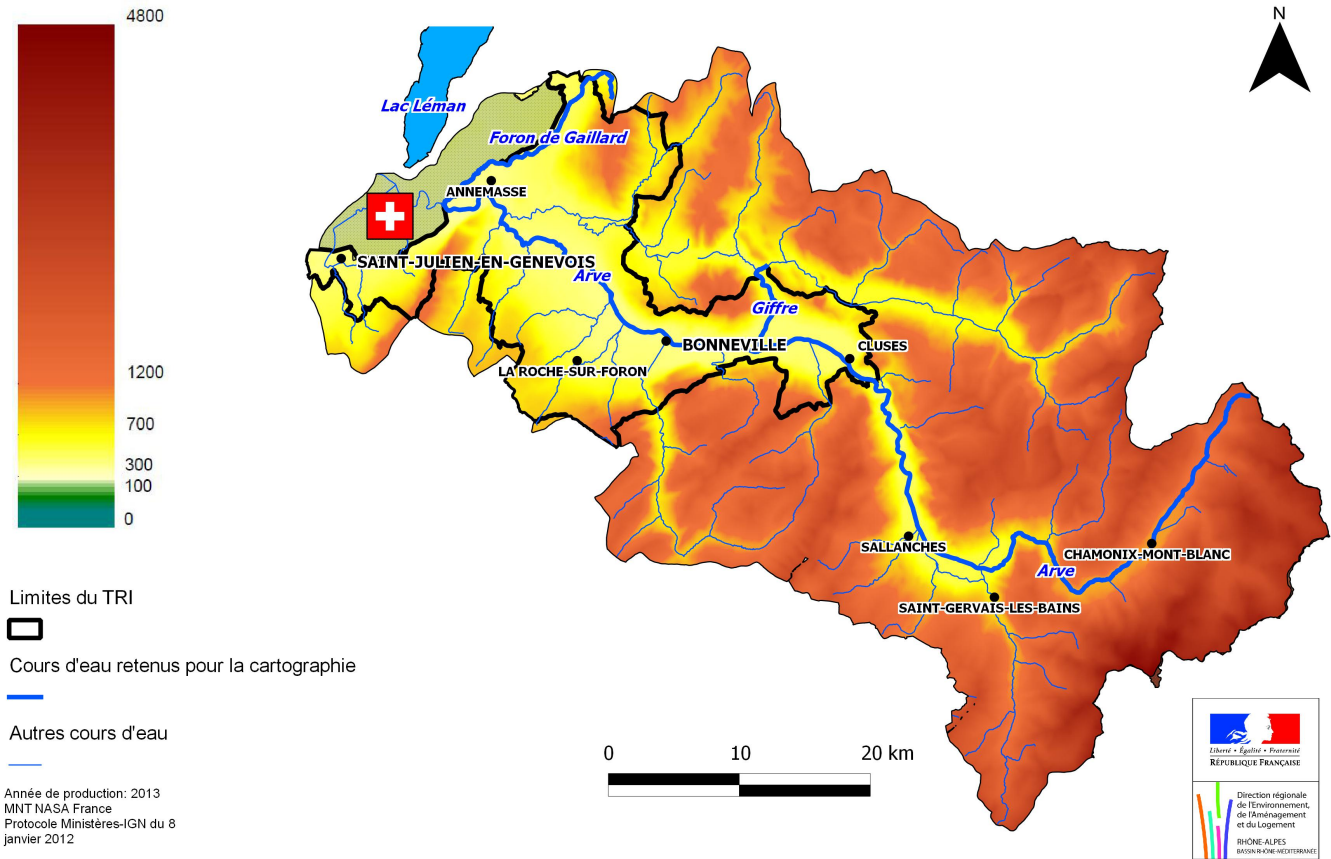 4800
1200
700
300
100
0
N
Lac Léman
Foron de Gaillard
ANNEMASSE
SAINT-JULIEN-EN-GENEVOIS
Arve
Giffre
BONNEVILLE
CLUSES
LA ROCHE-SUR-FORON
SALLANCHES
CHAMONIX-MONT-BLANC
Arve
SAINT-GERVAIS-LES-BAINS
Limites du TRI
Cours d'eau retenus pour la cartographie
Autres cours d'eau
Année de production: 2013
MNT NASA France
Protocole Ministères-IGN du 8
janvier 2012
0 10 20 km
Liberté • Égalité • Fraternité
RÉPUBLIQUE FRANÇAISE
Direction régionale
de l'Environnement,
de l'Aménagement
et du Logement
RHÔNE-ALPES
BASSIN RHÔNE-MÉDITERRANÉE